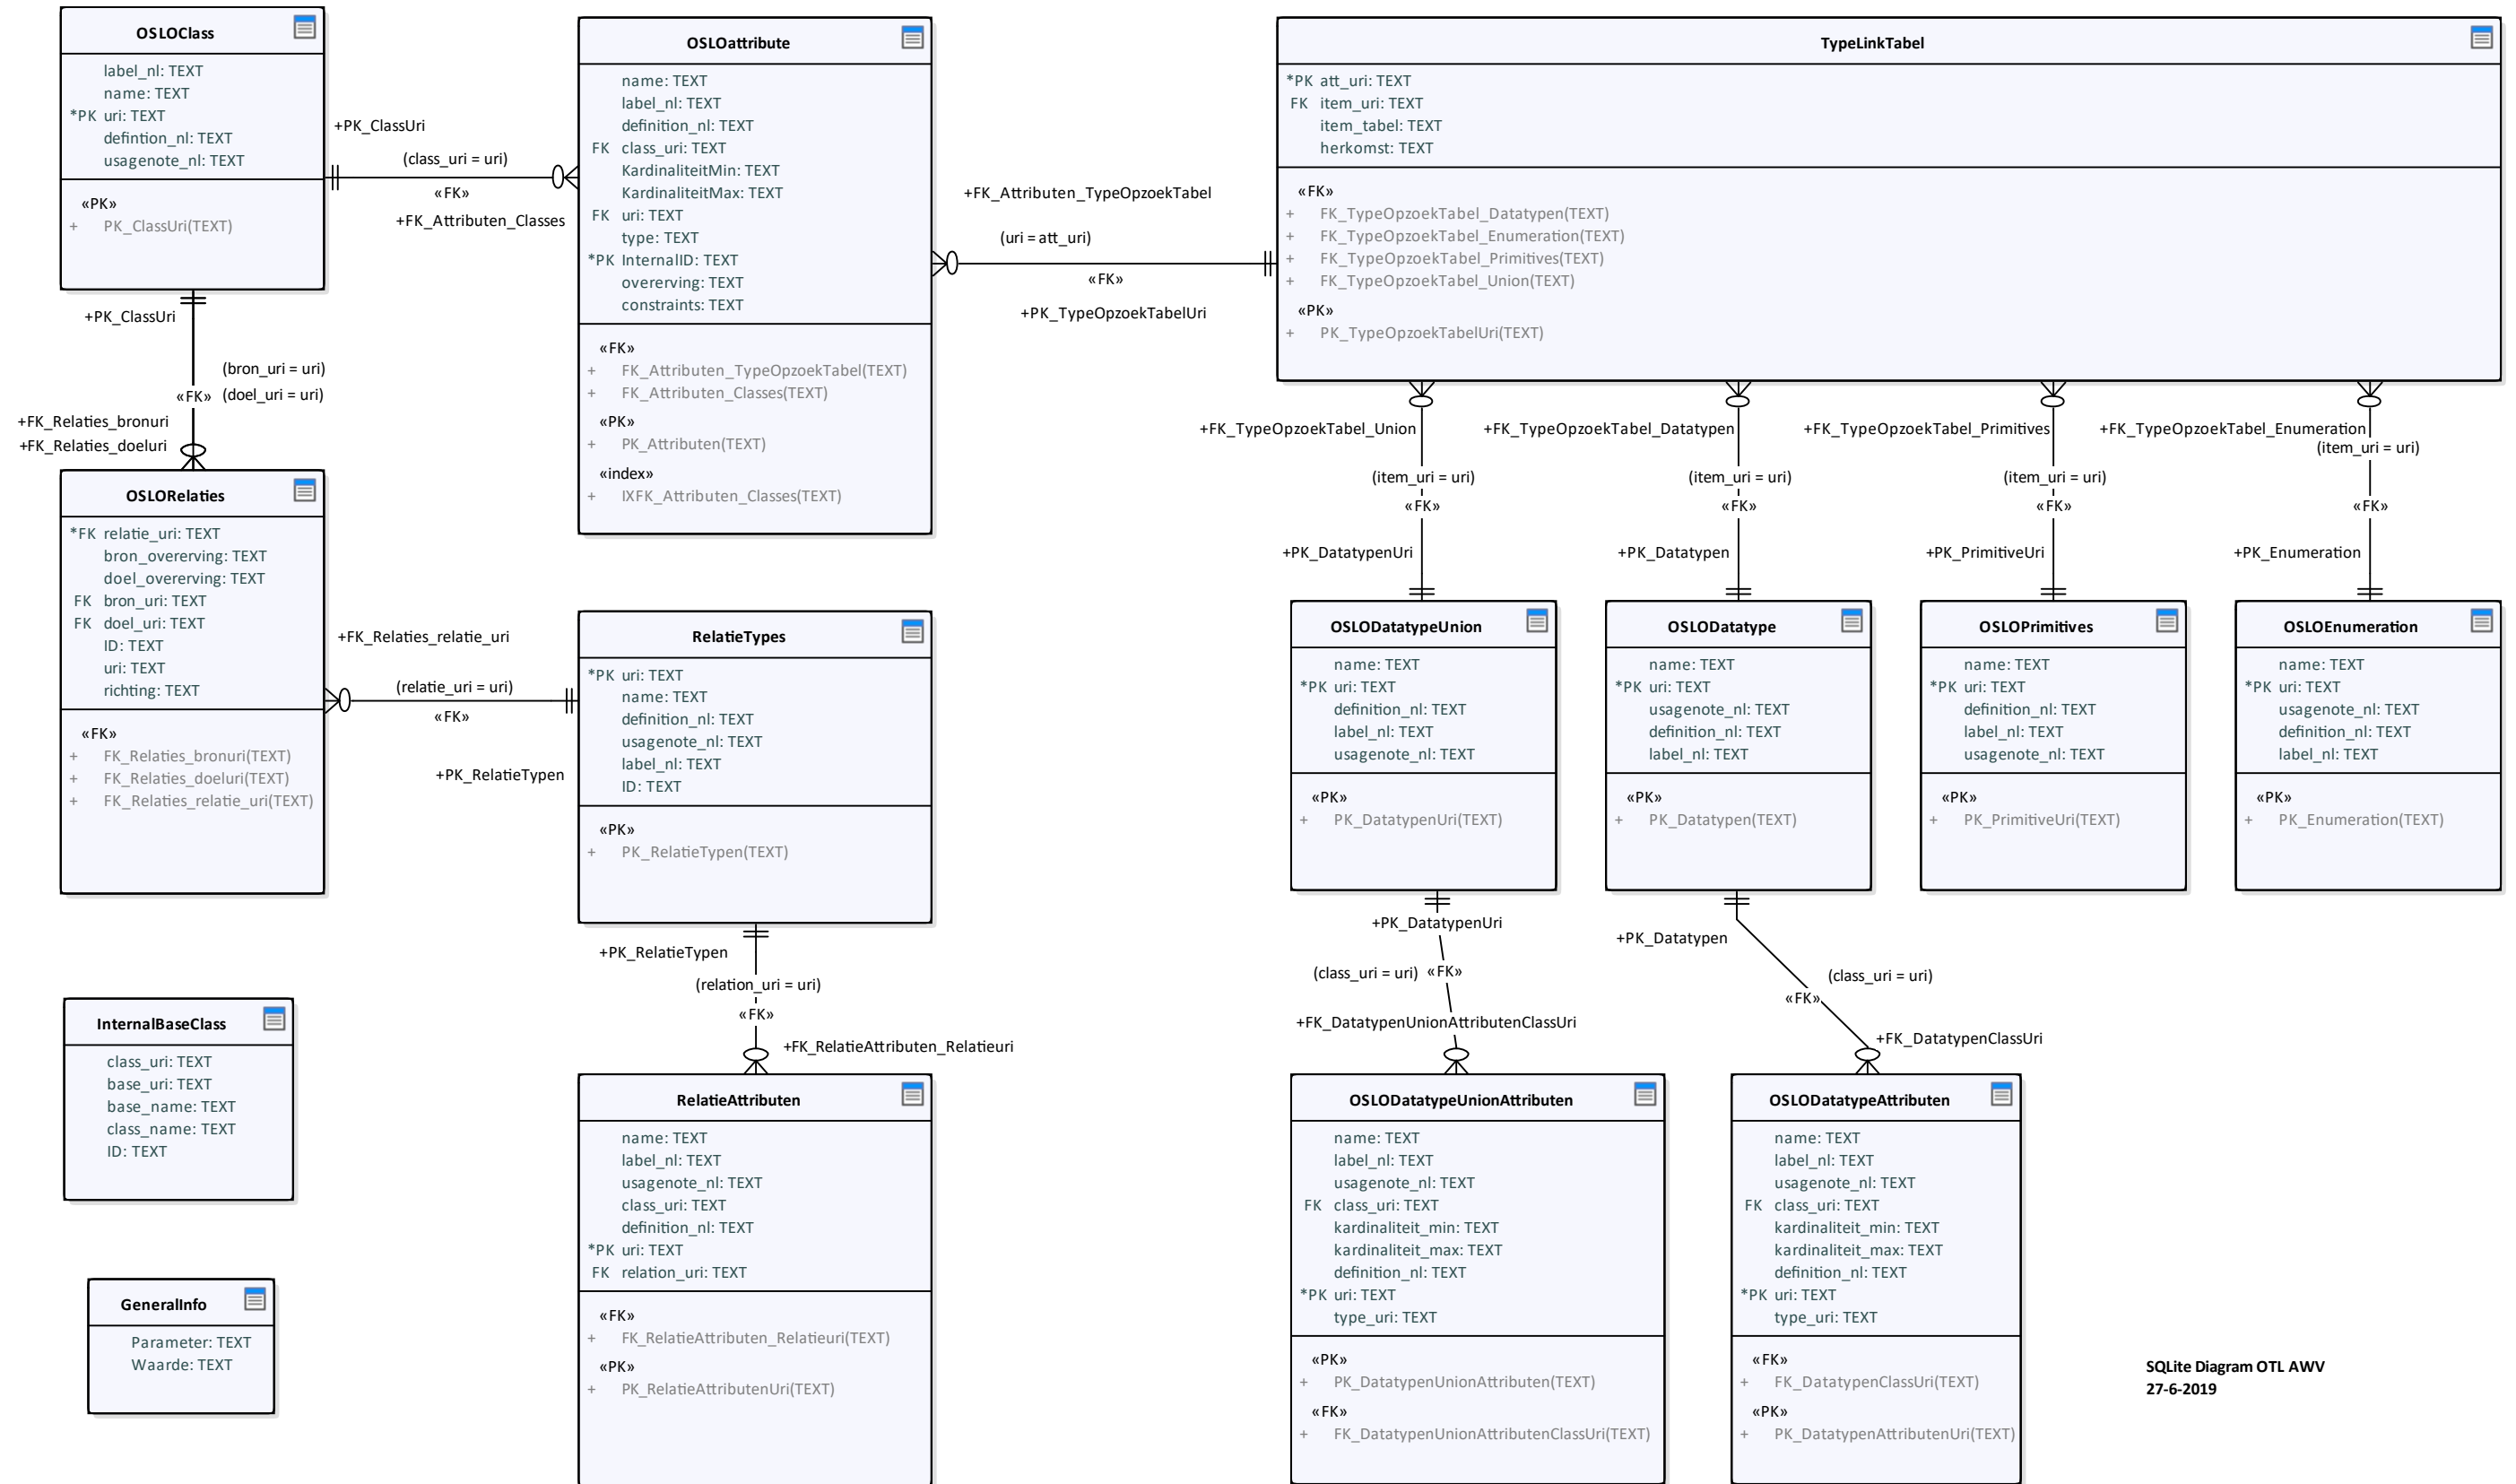 OSLOClass
label_nl: TEXT
name: TEXT
*PK uri: TEXT
defintion_nl: TEXT
usagenote_nl: TEXT
«PK»
+ PK_ClassUri(TEXT)
+PK_ClassUri
(class_uri = uri)
«FK»
+FK_Attributen_Classes
OSLOattribute
name: TEXT
label_nl: TEXT
definition_nl: TEXT
FK class_uri: TEXT
KardinaliteitMin: TEXT
KardinaliteitMax: TEXT
FK uri: TEXT
type: TEXT
*PK InternalID: TEXT
overerving: TEXT
constraints: TEXT
«FK»
+ FK_Attributen_TypeOpzoekTabel(TEXT)
+ FK_Attributen_Classes(TEXT)
«PK»
+ PK_Attributen(TEXT)
«index»
+ IXFK_Attributen_Classes(TEXT)
+FK_Attributen_TypeOpzoekTabel
(uri = att_uri)
«FK»
+PK_TypeOpzoekTabelUri
TypeLinkTabel
*PK att_uri: TEXT
FK item_uri: TEXT
item_tabel: TEXT
herkomst: TEXT
«FK»
+ FK_TypeOpzoekTabel_Datatypen(TEXT)
+ FK_TypeOpzoekTabel_Enumeration(TEXT)
+ FK_TypeOpzoekTabel_Primitives(TEXT)
+ FK_TypeOpzoekTabel_Union(TEXT)
«PK»
+ PK_TypeOpzoekTabelUri(TEXT)
+PK_ClassUri
(bron_uri = uri)
«FK» (doel_uri = uri)
+FK_Relaties_bronuri
+FK_Relaties_doeluri
OSLORelaties
*FK relatie_uri: TEXT
bron_overerving: TEXT
doel_overerving: TEXT
FK bron_uri: TEXT
FK doel_uri: TEXT
ID: TEXT
uri: TEXT
richting: TEXT
«FK»
+ FK_Relaties_bronuri(TEXT)
+ FK_Relaties_doeluri(TEXT)
+ FK_Relaties_relatie_uri(TEXT)
+FK_Relaties_relatie_uri
(relatie_uri = uri)
«FK»
+PK_RelatieTypen
RelatieTypes
*PK uri: TEXT
name: TEXT
definition_nl: TEXT
usagenote_nl: TEXT
label_nl: TEXT
ID: TEXT
«PK»
+ PK_RelatieTypen(TEXT)
+FK_TypeOpzoekTabel_Union
(item_uri = uri)
«FK»
+PK_DatatypenUri
+FK_TypeOpzoekTabel_Datatypen
(item_uri = uri)
«FK»
+PK_Datatypen
+FK_TypeOpzoekTabel_Primitives
(item_uri = uri)
«FK»
+PK_PrimitiveUri
+FK_TypeOpzoekTabel_Enumeration
(item_uri = uri)
«FK»
+PK_Enumeration
OSLODatatypeUnion
name: TEXT
*PK uri: TEXT
definition_nl: TEXT
label_nl: TEXT
usagenote_nl: TEXT
«PK»
+ PK_DatatypenUri(TEXT)
OSLODatatype
name: TEXT
*PK uri: TEXT
usagenote_nl: TEXT
definition_nl: TEXT
label_nl: TEXT
«PK»
+ PK_Datatypen(TEXT)
OSLOPrimitives
name: TEXT
*PK uri: TEXT
definition_nl: TEXT
label_nl: TEXT
usagenote_nl: TEXT
«PK»
+ PK_PrimitiveUri(TEXT)
OSLOEnumeration
name: TEXT
*PK uri: TEXT
usagenote_nl: TEXT
definition_nl: TEXT
label_nl: TEXT
«PK»
+ PK_Enumeration(TEXT)
+PK_RelatieTypen
(relation_uri = uri)
«FK»
+FK_RelatieAttributen_Relatieuri
+PK_DatatypenUri
(class_uri = uri) «FK»
+FK_DatatypenUnionAttributenClassUri
+PK_Datatypen
(class_uri = uri)
«FK»
+FK_DatatypenClassUri
InternalBaseClass
class_uri: TEXT
base_uri: TEXT
base_name: TEXT
class_name: TEXT
ID: TEXT
GeneralInfo
Parameter: TEXT
Waarde: TEXT
RelatieAttributen
name: TEXT
label_nl: TEXT
usagenote_nl: TEXT
class_uri: TEXT
definition_nl: TEXT
*PK uri: TEXT
FK relation_uri: TEXT
«FK»
+ FK_RelatieAttributen_Relatieuri(TEXT)
«PK»
+ PK_RelatieAttributenUri(TEXT)
OSLODatatypeUnionAttributen
name: TEXT
label_nl: TEXT
usagenote_nl: TEXT
FK class_uri: TEXT
kardinaliteit_min: TEXT
kardinaliteit_max: TEXT
definition_nl: TEXT
*PK uri: TEXT
type_uri: TEXT
«PK»
+ PK_DatatypenUnionAttributen(TEXT)
«FK»
+ FK_DatatypenUnionAttributenClassUri(TEXT)
OSLODatatypeAttributen
name: TEXT
label_nl: TEXT
usagenote_nl: TEXT
FK class_uri: TEXT
kardinaliteit_min: TEXT
kardinaliteit_max: TEXT
definition_nl: TEXT
*PK uri: TEXT
type_uri: TEXT
«FK»
+ FK_DatatypenClassUri(TEXT)
«PK»
+ PK_DatatypenAttributenUri(TEXT)
SQLite Diagram OTL AWV
27-6-2019